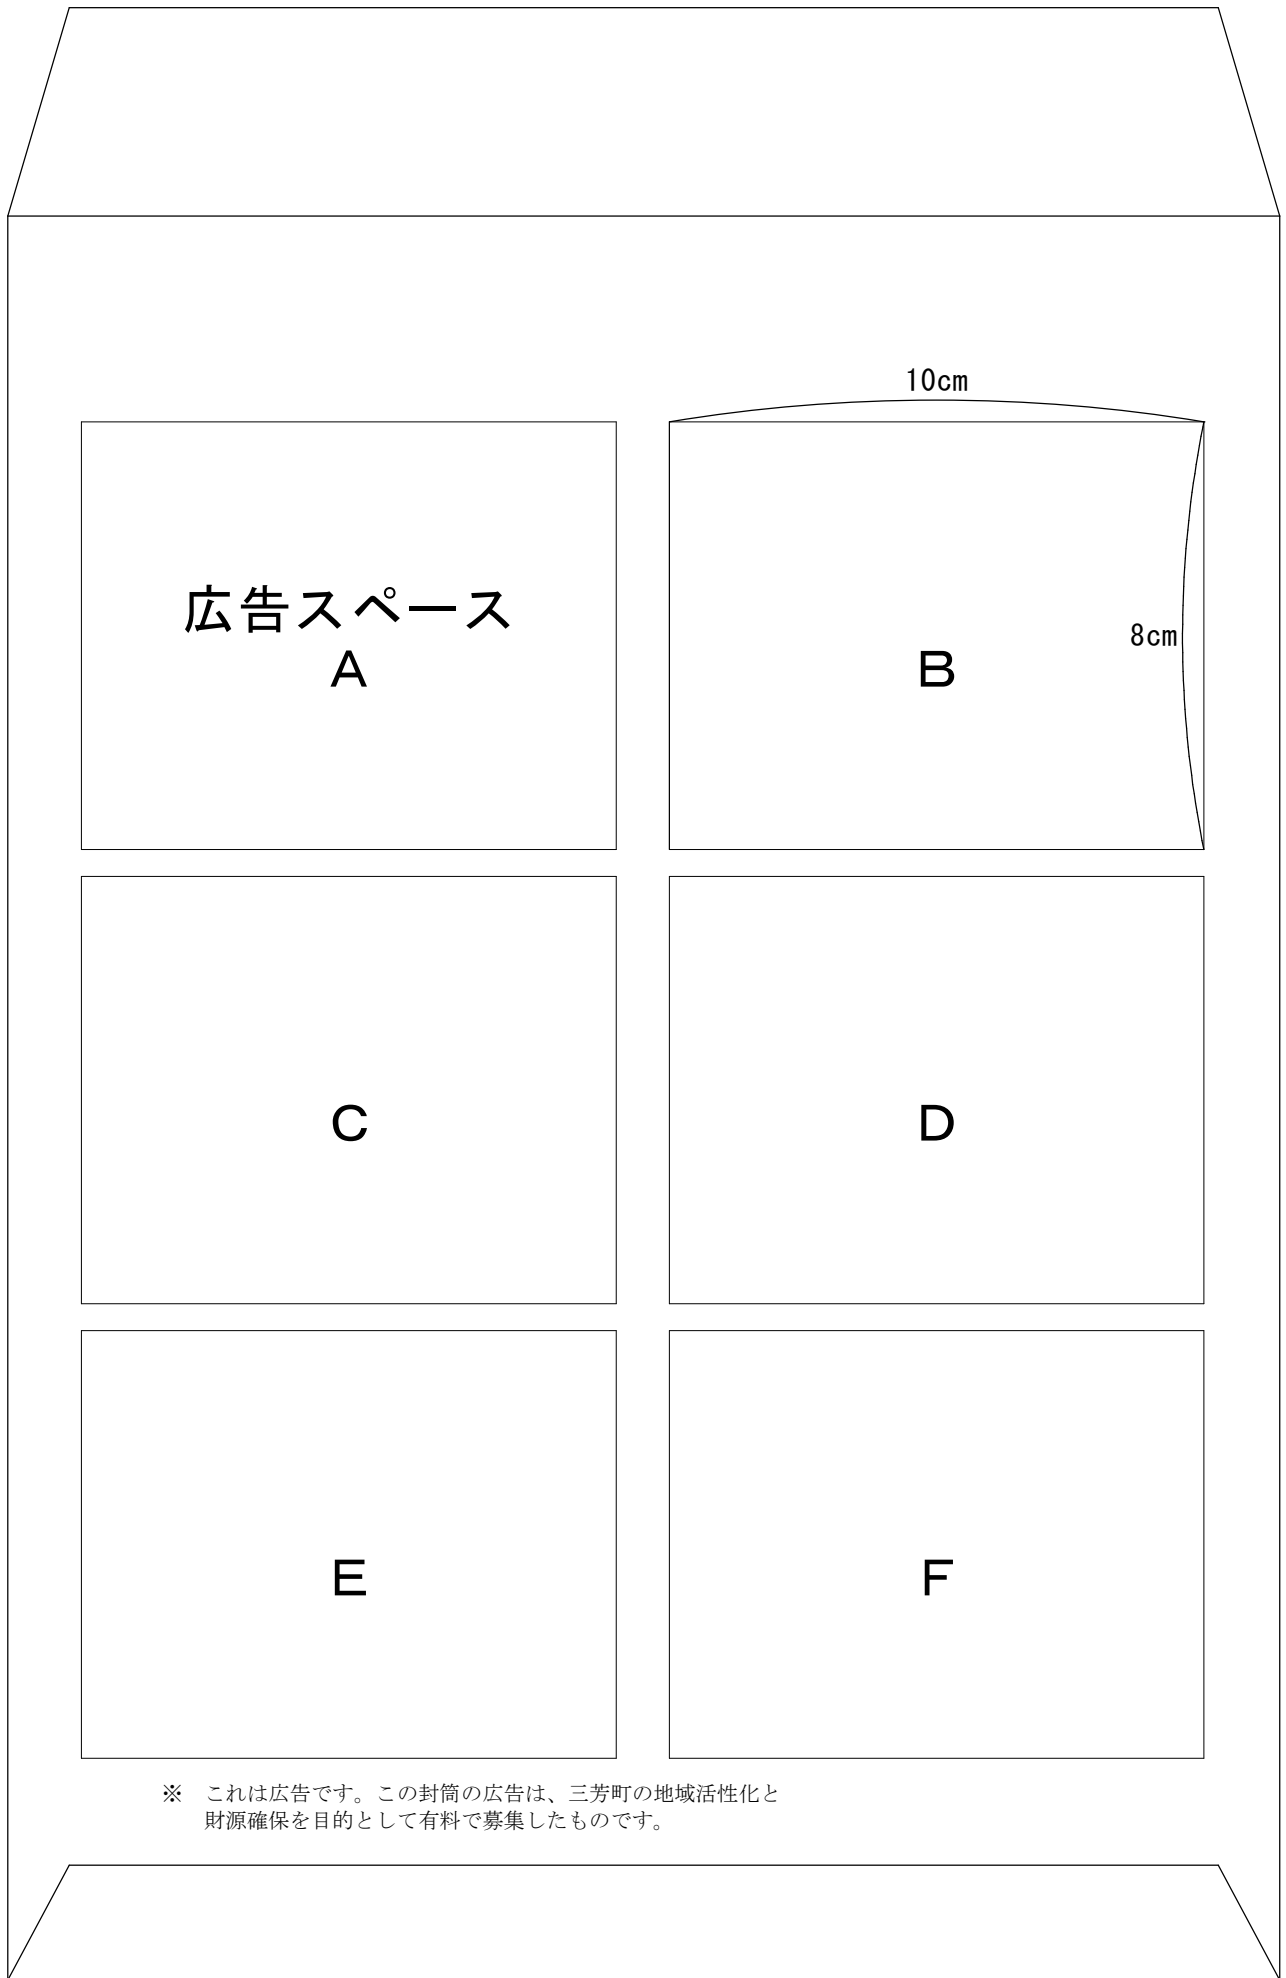 10cm
広告スペース
Ａ
Ｂ
8cm
Ｃ
Ｄ
Ｅ
Ｆ
※　これは広告です。この封筒の広告は、三芳町の地域活性化と
財源確保を目的として有料で募集したものです。